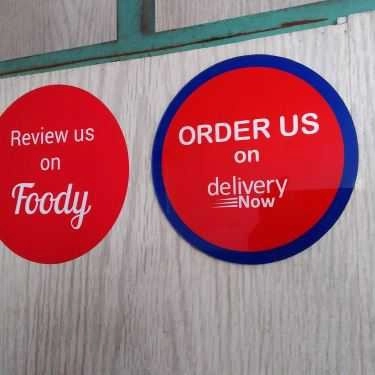 Review us
on
Foody
ORDER US
on
delivery
Now